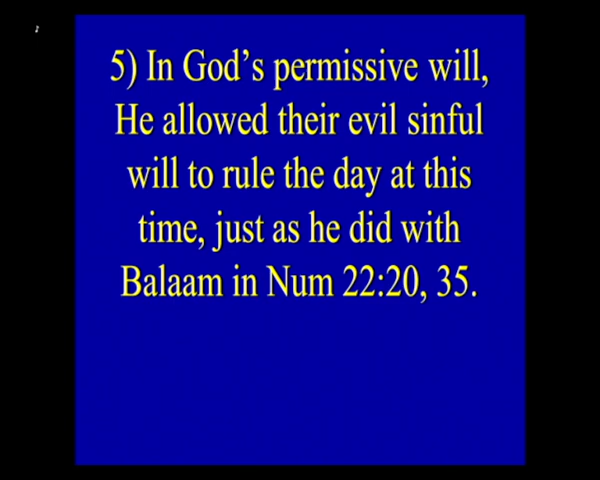 5) In God's permissive will,
He allowed their evil sinful
will to rule the day at this
time, just as he did with
Balaam in Num 22:20, 35.